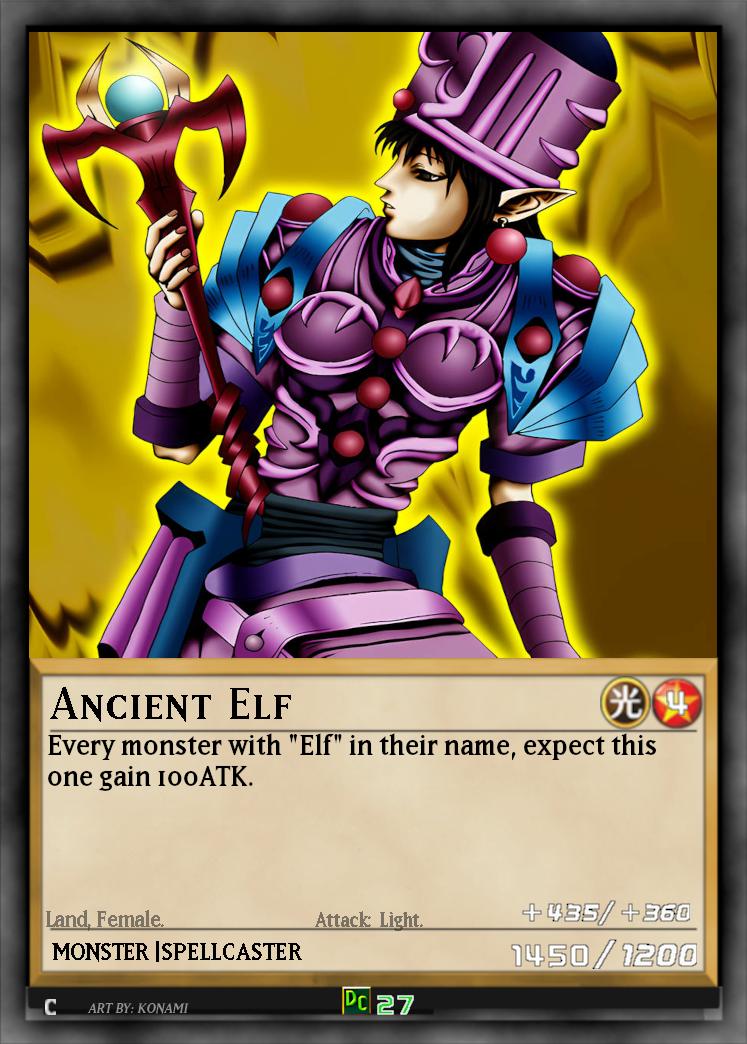 Ancient Elf 光 4
Every monster with "Elf" in their name, expect this
one gain 100ATK.
Land, Female. Attack: Light. +435/ +360
MONSTER |SPELLCASTER 1450/1200
C ART BY: KONAMI DC 27